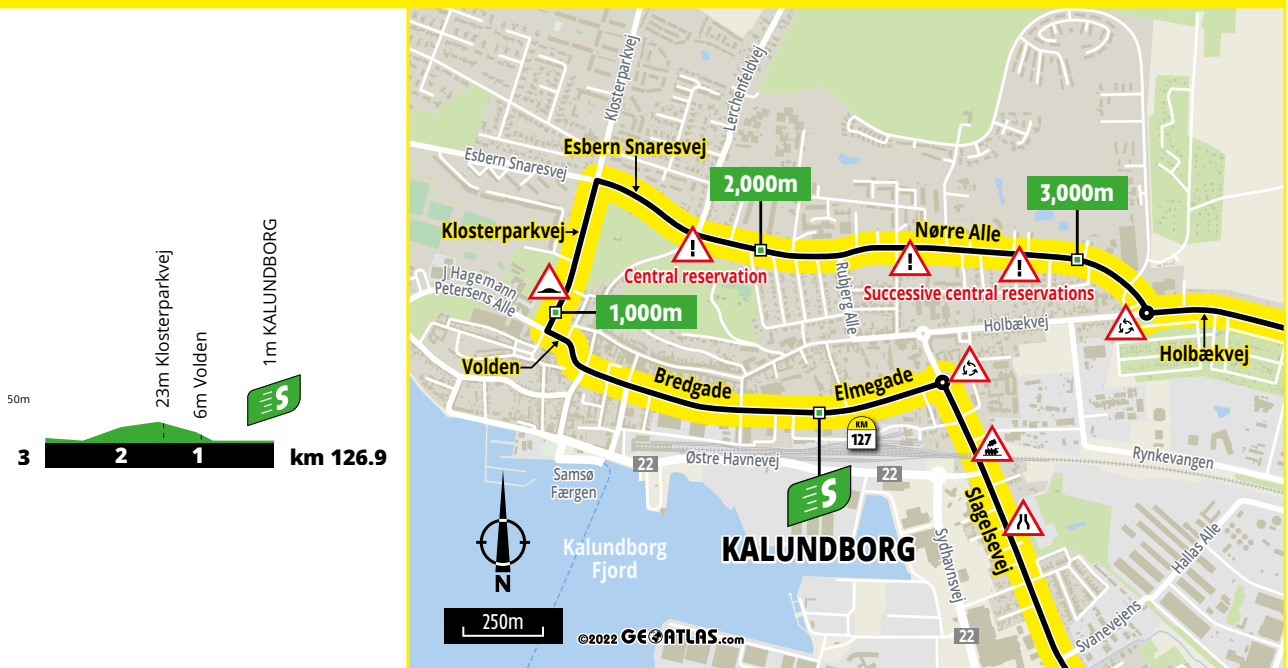 50m
23m Klosterparkvej
6m Volden
1m KALUNDBORG
S
3
2
1
km 126.9
Klosterparkvej
Lerchenfeldvej
Esbern Snaresvej
Esbern Snaresvej
2,000m
3,000m
Klosterparkvej
!
Central reservation
Nørre Alle
!
!
Successive central reservations
J Hagemann
Petersens Alle
1,000m
Rubjerg Alle
Holbækvej
Holbækvej
Volden
Bredgade
Elmegade
KM
127
22
Østre Havnevej
22
Rynkevangen
Samsø
Færgen
S
KALUNDBORG
Slagelsevej
Sydhavnsvej
Hallas Alle
Kalundborg
Fjord
N
250m
©2022 GEOATLAS.com
22
Svanevejens